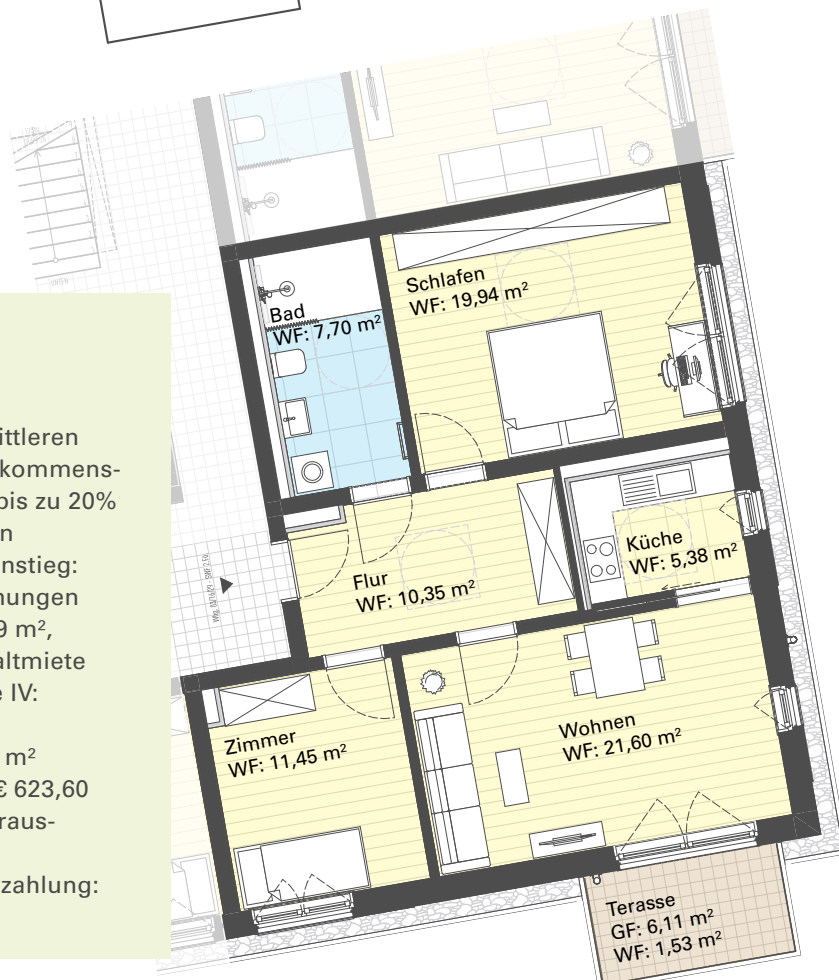 Schlafen
WF: 19,94 m²
Bad
WF: 7,70 m²
ittleren
kommens-
bis zu 20%
n
nstieg:
nungen
9 m²,
altmiete
e IV:
m²
€ 623,60
raus-
zahlung:
Küche
WF: 5,38 m²
Flur
WF: 10,35 m²
Wohnen
WF: 21,60 m²
Zimmer
WF: 11,45 m²
Terasse
GF: 6,11 m²
WF: 1,53 m²